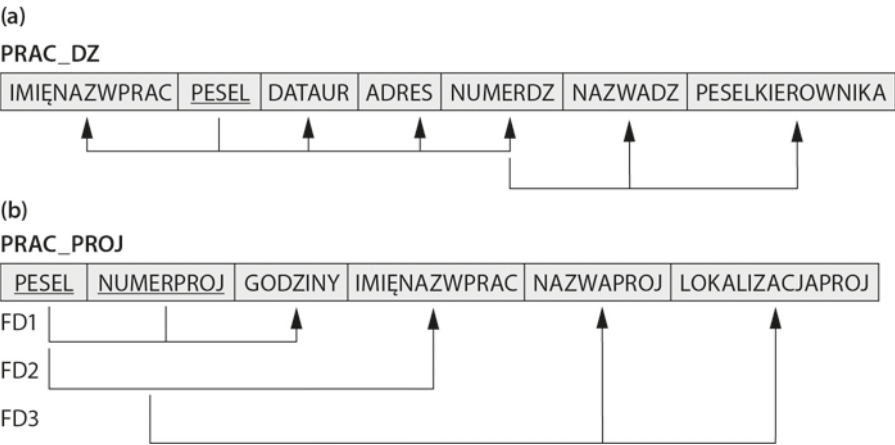 (a)
PRAC_DZ
IMIĘNAZWPRAC PESEL DATAUR ADRES NUMERDZ NAZWADZ PESELKIEROWNIKA
(b)
PRAC_PROJ
PESEL NUMERPROJ GODZINY IMIĘNAZWPRAC NAZWAPROJ LOKALIZACJAPROJ
FD1
FD2
FD3